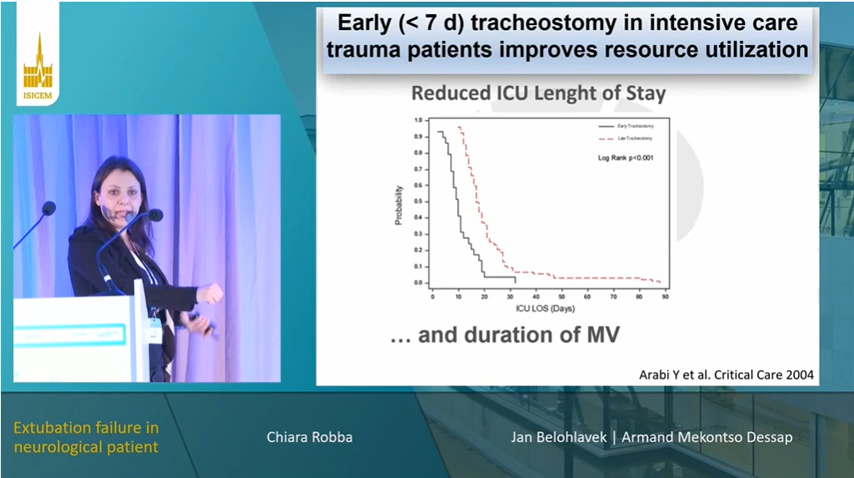 ISICEM
Early (< 7 d) tracheostomy in intensive care
trauma patients improves resource utilization
Reduced ICU Lenght of Stay
1.0
0.9
0.8
0.7
0.6
0.5
0.4
0.3
0.2
0.1
0.0
Probability
Early Tracheotomy
Late Tracheotomy
Log Rank p<0.001
0 10 20 30 40 50 60 70 80 90
ICU LOS (Days)
… and duration of MV
Arabi Y et al. Critical Care 2004
Extubation failure in
neurological patient
Chiara Robba
Jan Belohlavek | Armand Mekontso Dessap